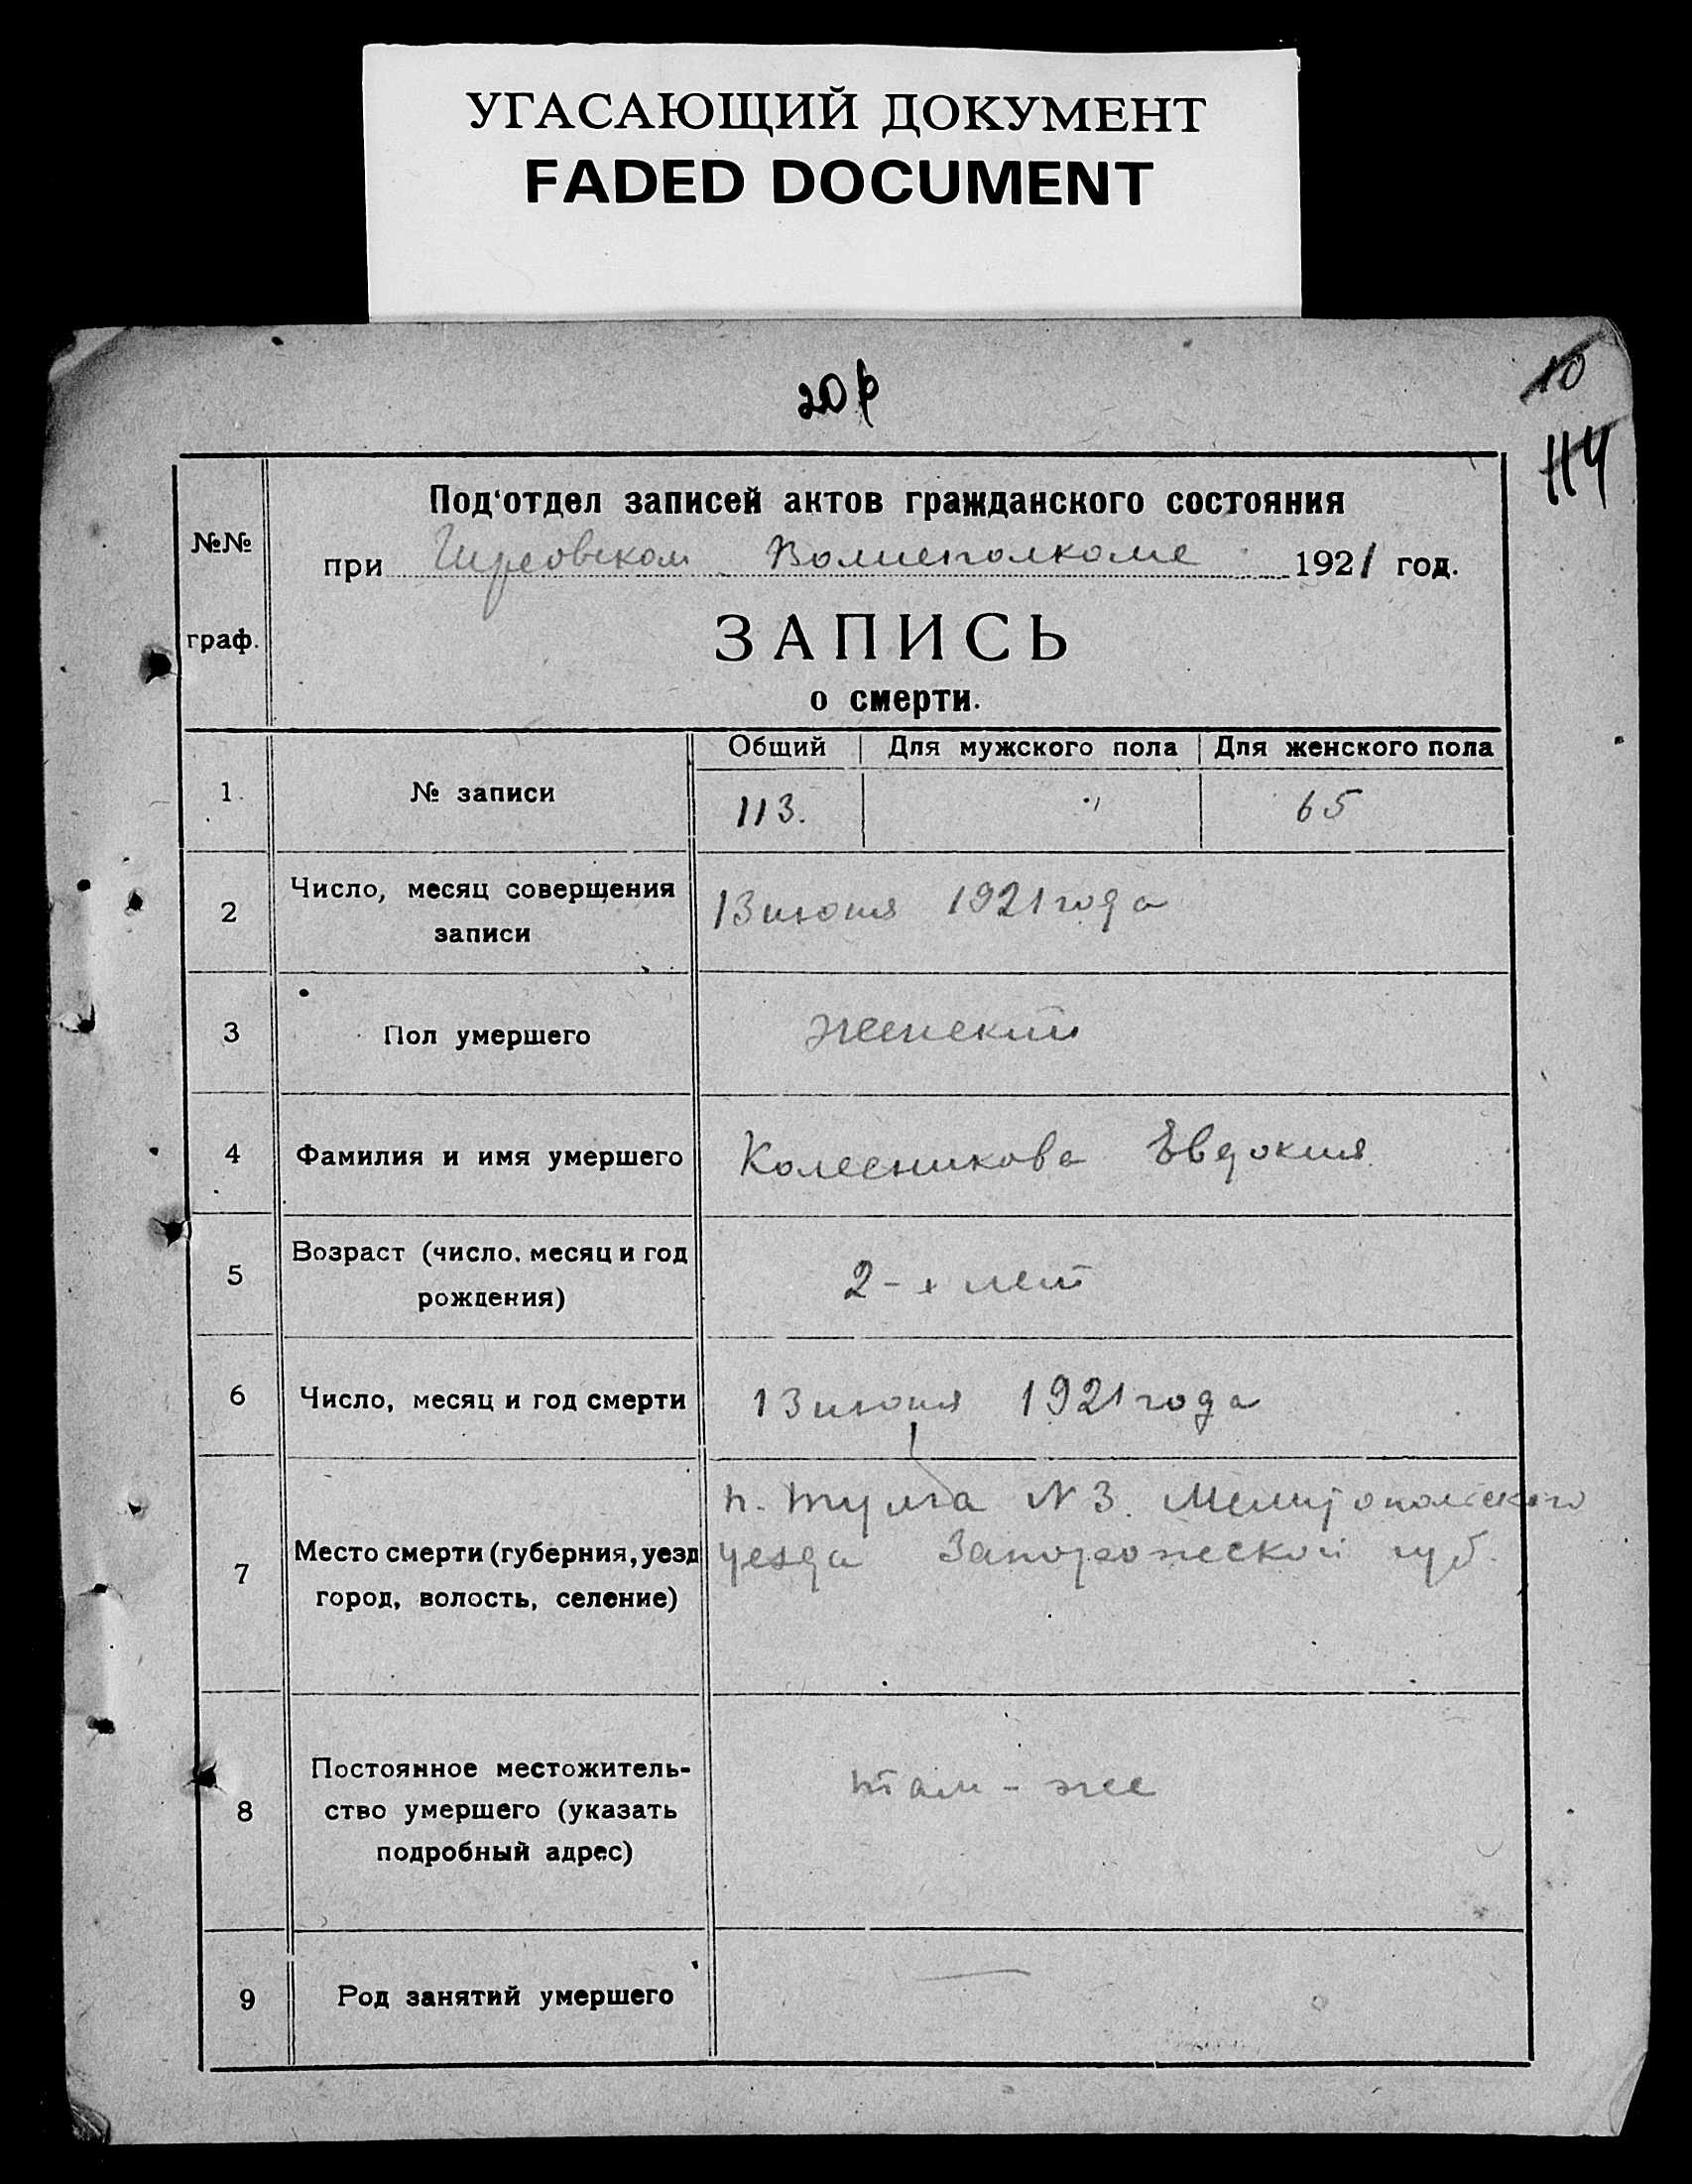 УГАСАЮЩИЙ ДОКУМЕНТ
FADED DOCUMENT
10
114
№№
граф.
Под'отдел записей актов гражданского состояния
при Волисполкоме 1921 год.
ЗАПИСЬ
о смерти.
Общий Для мужского пола Для женского пола
1. № записи 113. " 65
2 Число, месяц совершения
записи
13 июня 1921 года
3 Пол умершего женский
4 Фамилия и имя умершего Колесникова Евдокия
5 Возраст (число, месяц и год
рождения)
2-х лет
6 Число, месяц и год смерти 13 июня 1921 года
7 Место смерти (губерния, уезд
город, волость, селение)
N 3. Мелитопольского
уезда Запорожской губ.
8 Постоянное местожитель-
ство умершего (указать
подробный адрес)
там-же
9 Род занятий умершего —